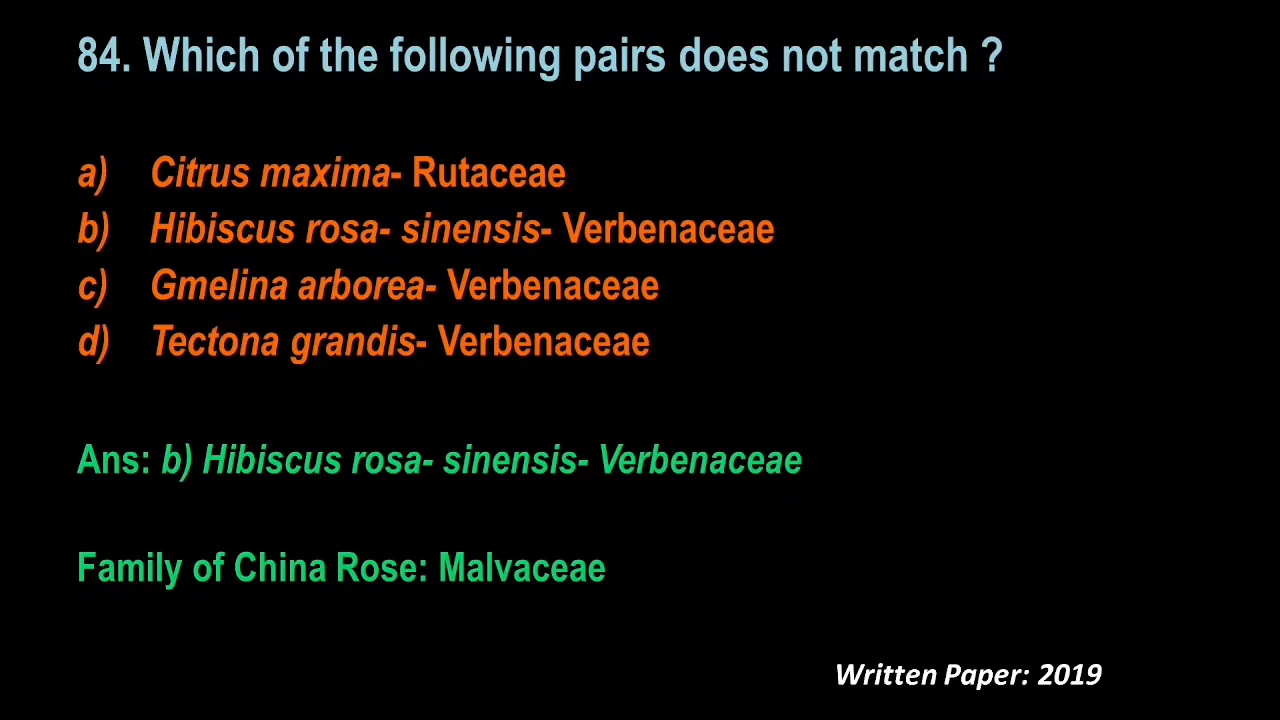 84. Which of the following pairs does not match ?
a) Citrus maxima- Rutaceae
b) Hibiscus rosa- sinensis- Verbenaceae
c) Gmelina arborea- Verbenaceae
d) Tectona grandis- Verbenaceae
Ans: b) Hibiscus rosa- sinensis- Verbenaceae
Family of China Rose: Malvaceae
Written Paper: 2019